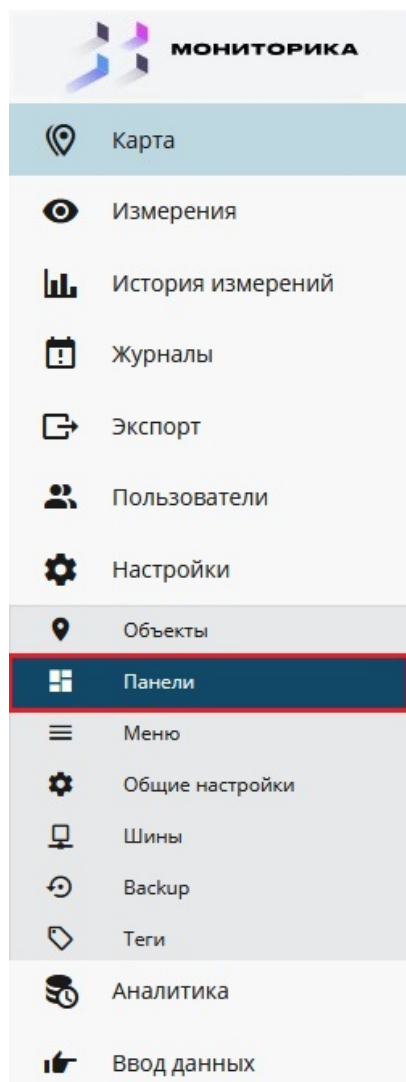 МОНИТОРИКА
Карта
Измерения
История измерений
Журналы
Экспорт
Пользователи
Настройки
Объекты
Панели
Меню
Общие настройки
Шины
Backup
Теги
Аналитика
Ввод данных